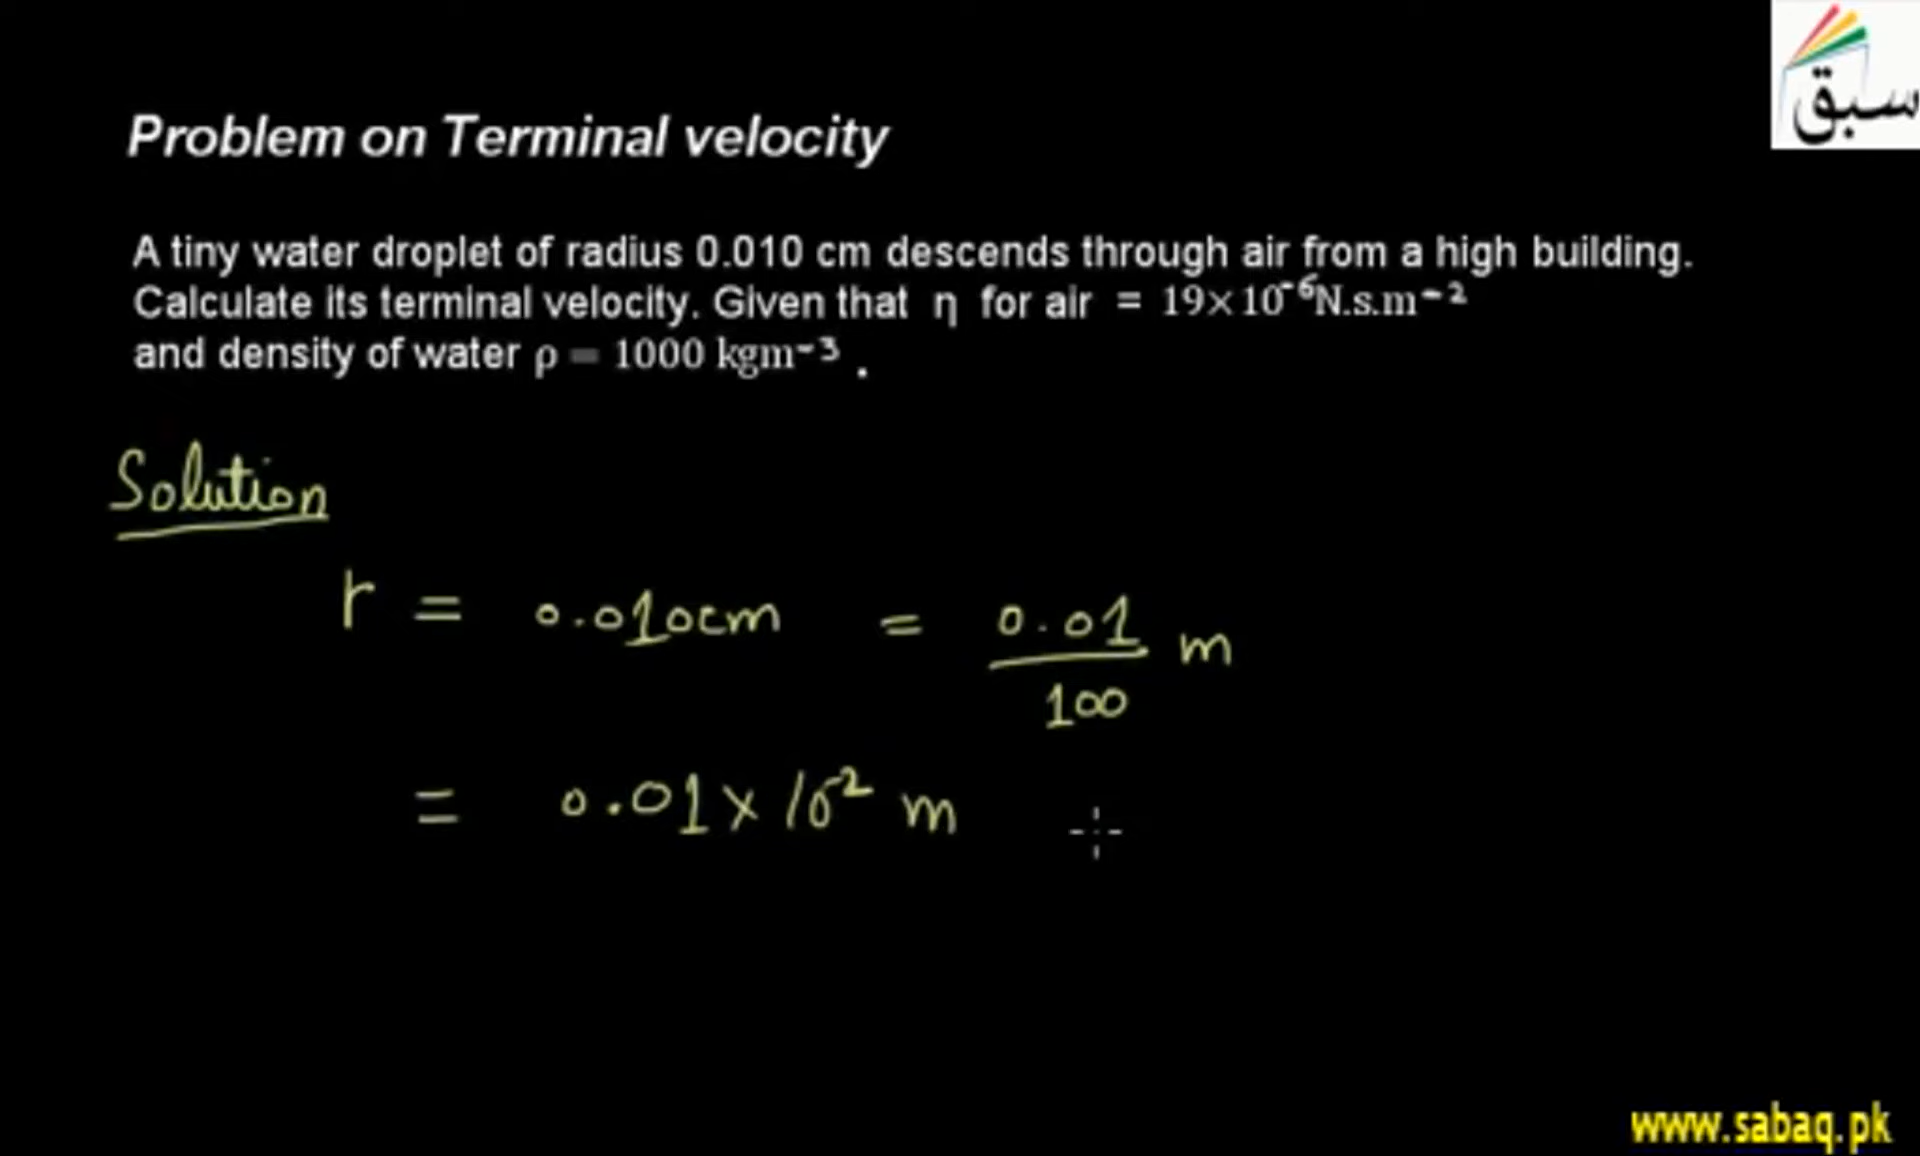 سبق
Problem on Terminal velocity
A tiny water droplet of radius 0.010 cm descends through air from a high building.
Calculate its terminal velocity. Given that η for air = 19×10⁻⁶N.s.m⁻²
and density of water ρ = 1000 kgm⁻³ .
Solution
r = 0.010cm = 0.01/100 m
= 0.01 × 10⁻² m
www.sabaq.pk